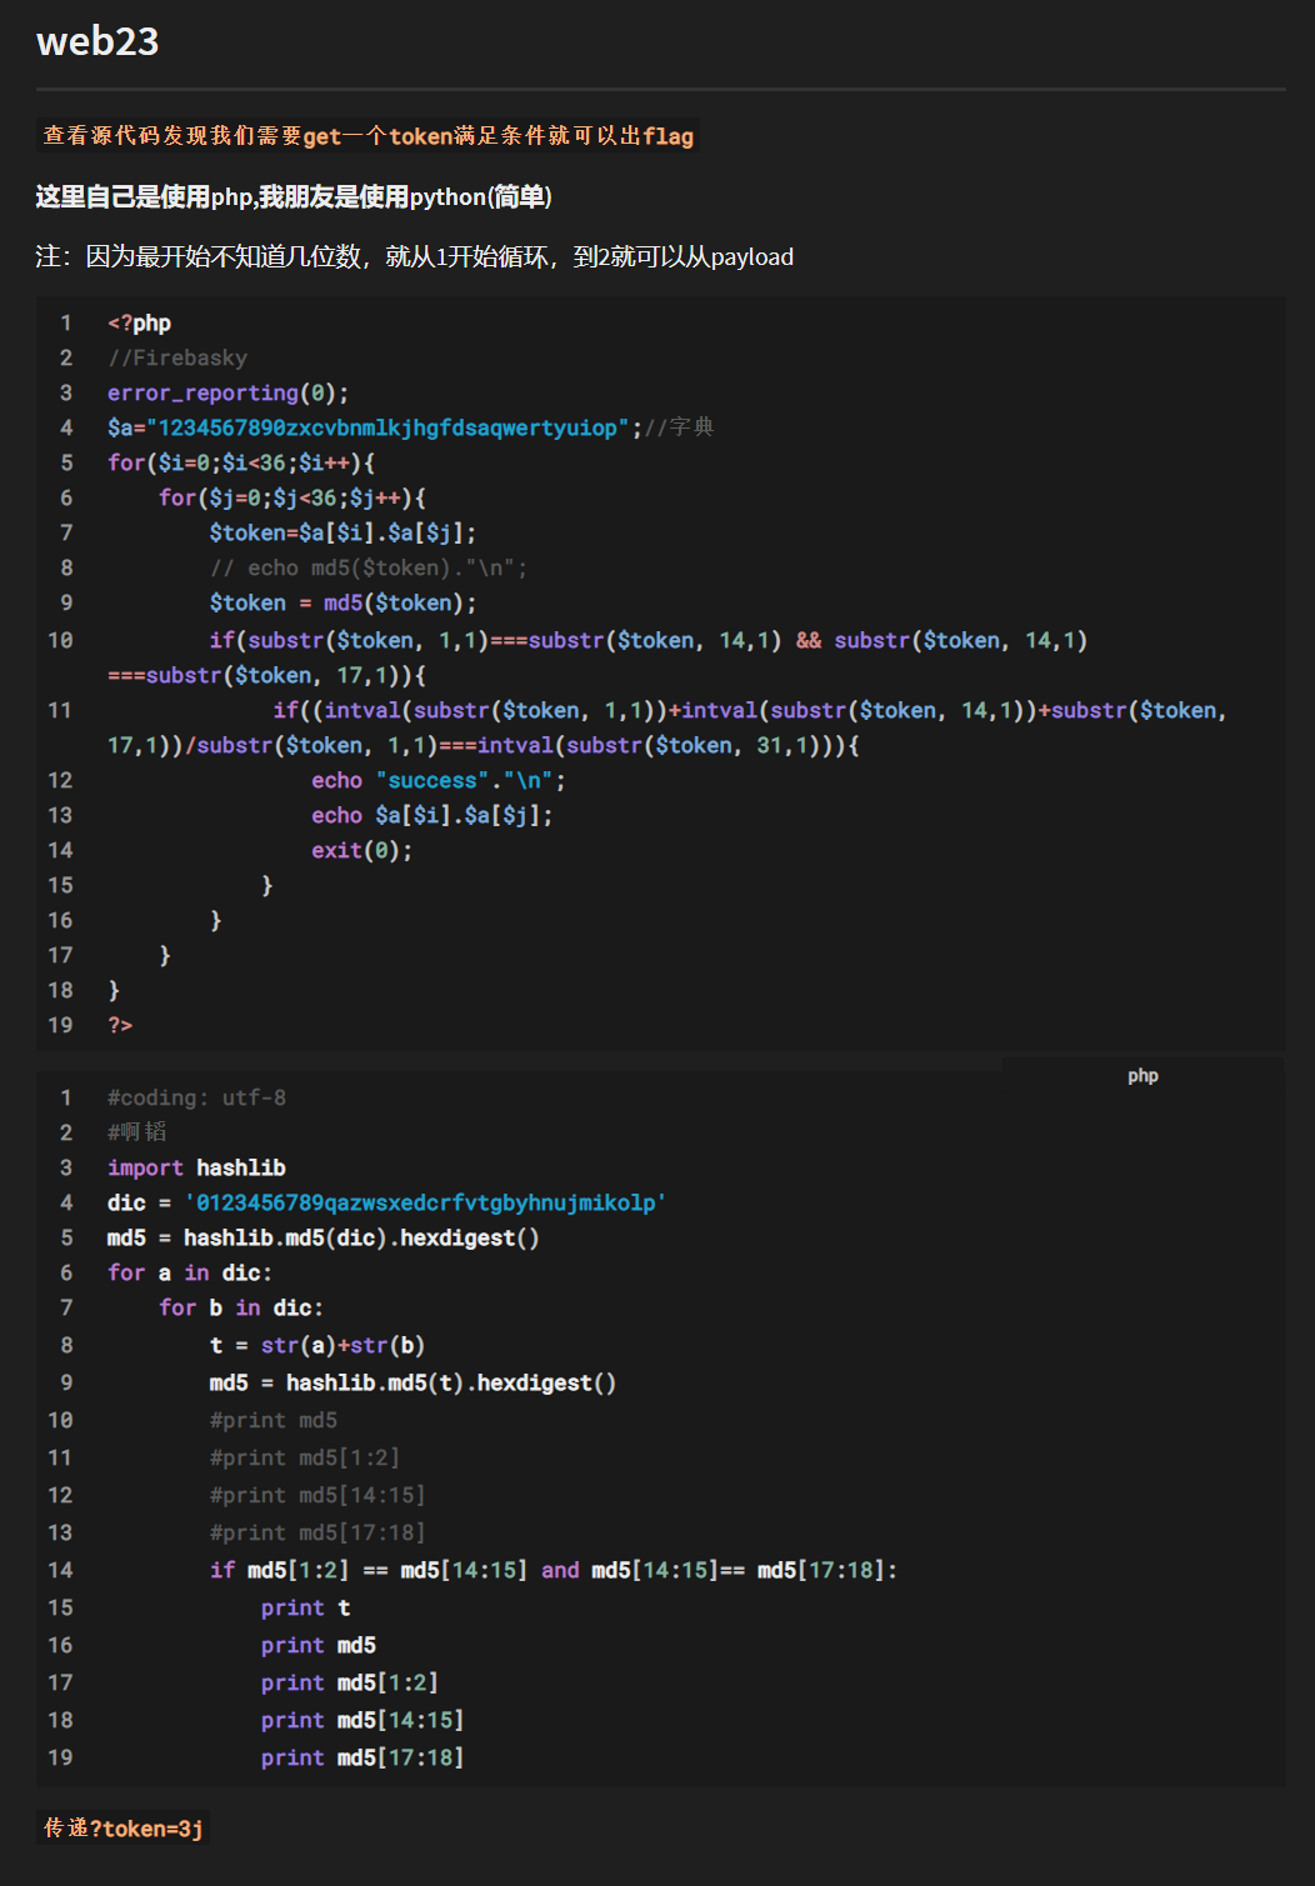 web23
查看源代码发现我们需要get一个token满足条件就可以出flag
这里自己是使用php,我朋友是使用python(简单)
注：因为最开始不知道几位数，就从1开始循环，到2就可以从payload
1 <?php
2 //Firebasky
3 error_reporting(0);
4 $a="1234567890zxcvbnmlkjhgfdsaqwertyuiop";//字典
5 for($i=0;$i<36;$i++){
6     for($j=0;$j<36;$j++){
7         $token=$a[$i].$a[$j];
8         // echo md5($token)."\n";
9         $token = md5($token);
10         if(substr($token, 1,1)===substr($token, 14,1) && substr($token, 14,1)
===substr($token, 17,1)){
11              if((intval(substr($token, 1,1))+intval(substr($token, 14,1))+substr($token,
17,1))/substr($token, 1,1)===intval(substr($token, 31,1))){
12                 echo "success"."\n";
13                 echo $a[$i].$a[$j];
14                 exit(0);
15             }
16         }
17     }
18 }
19 ?>
php
1 #coding: utf-8
2 #啊韬
3 import hashlib
4 dic = '0123456789qazwsxedcrfvtgbyhnujmikolp'
5 md5 = hashlib.md5(dic).hexdigest()
6 for a in dic:
7     for b in dic:
8         t = str(a)+str(b)
9         md5 = hashlib.md5(t).hexdigest()
10         #print md5
11         #print md5[1:2]
12         #print md5[14:15]
13         #print md5[17:18]
14         if md5[1:2] == md5[14:15] and md5[14:15]== md5[17:18]:
15             print t
16             print md5
17             print md5[1:2]
18             print md5[14:15]
19             print md5[17:18]
传递?token=3j